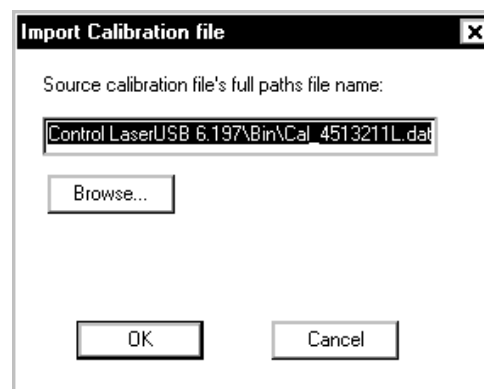 Import Calibration file
Source calibration file's full paths file name:
Control LaserUSB 6.197\Bin\Cal_4513211L.dat
Browse...
OK Cancel